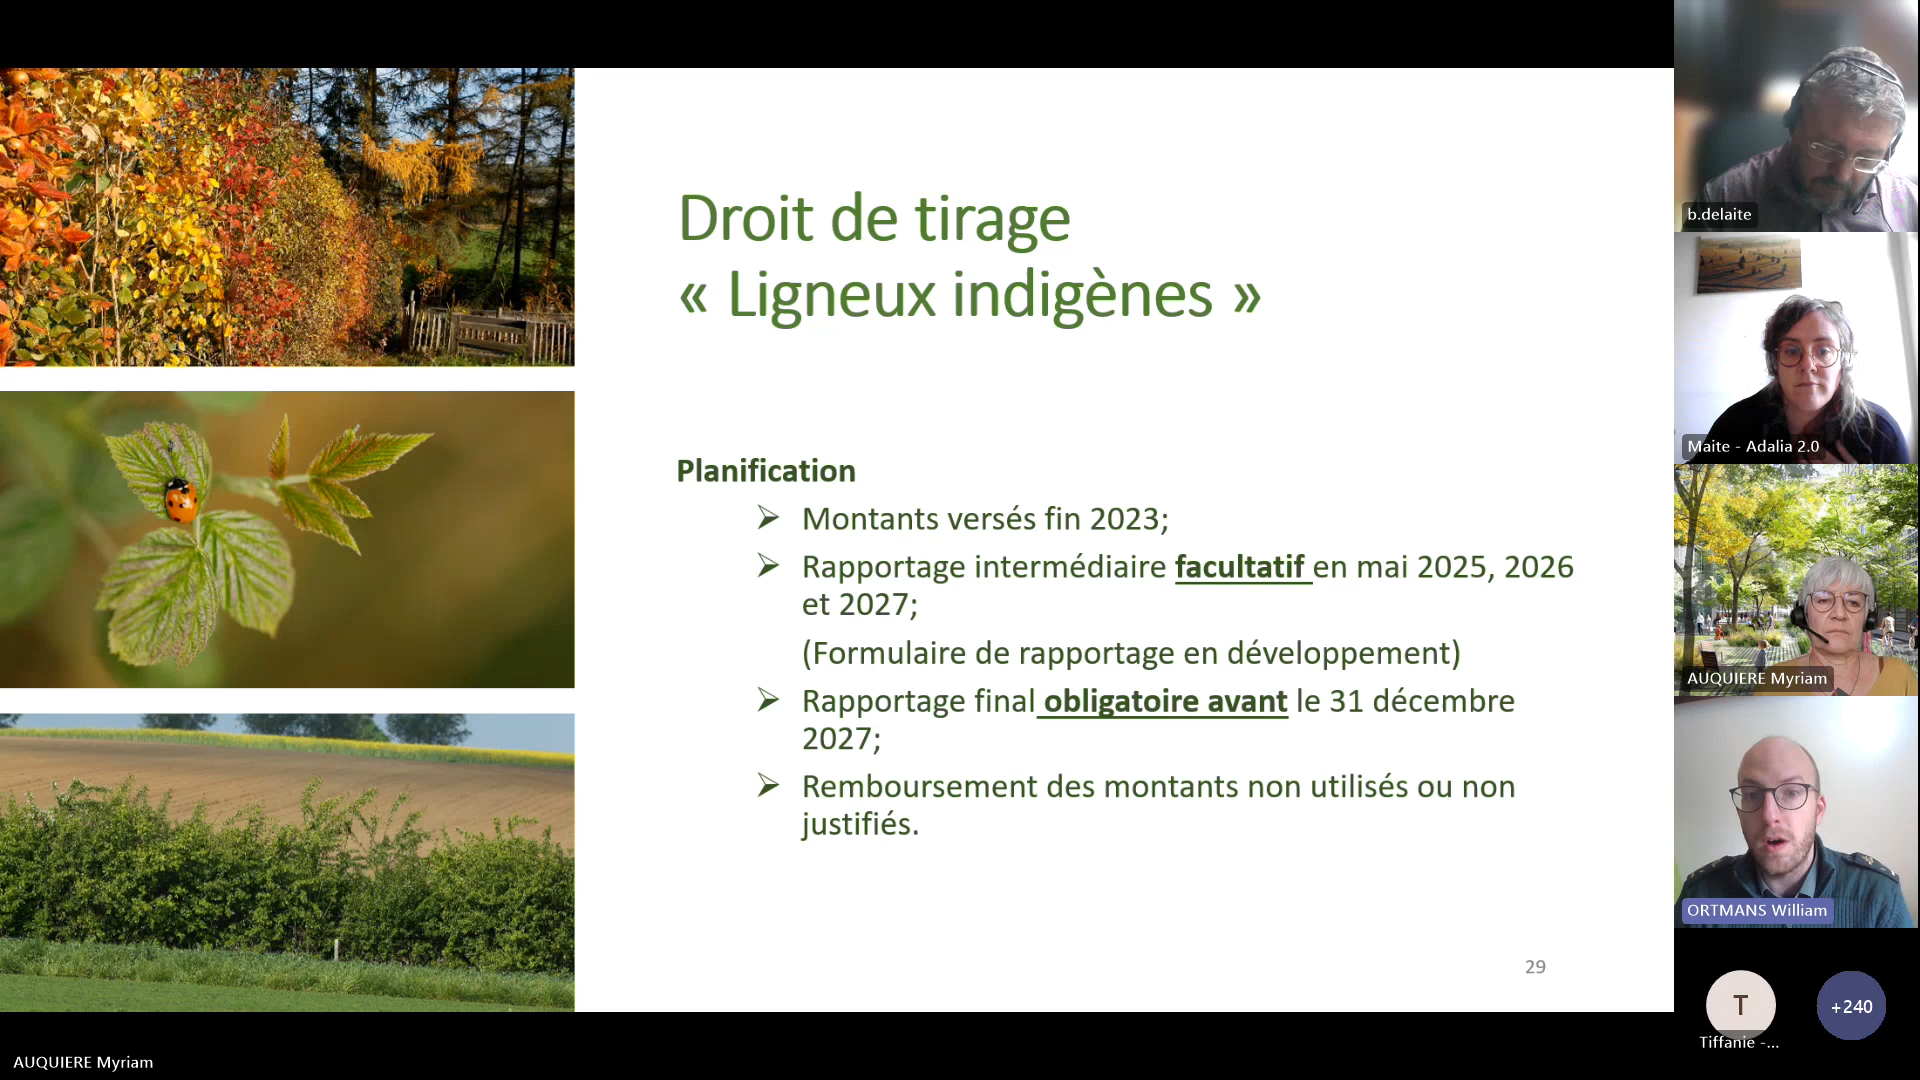 Droit de tirage
« Ligneux indigènes »
Planification
➢ Montants versés fin 2023;
➢ Rapportage intermédiaire facultatif en mai 2025, 2026
et 2027;
(Formulaire de rapportage en développement)
➢ Rapportage final obligatoire avant le 31 décembre
2027;
➢ Remboursement des montants non utilisés ou non
justifiés.
29
b.delaite
Maite - Adalia 2.0
AUQUIERE Myriam
ORTMANS William
T
+240
Tiffanie -...
AUQUIERE Myriam